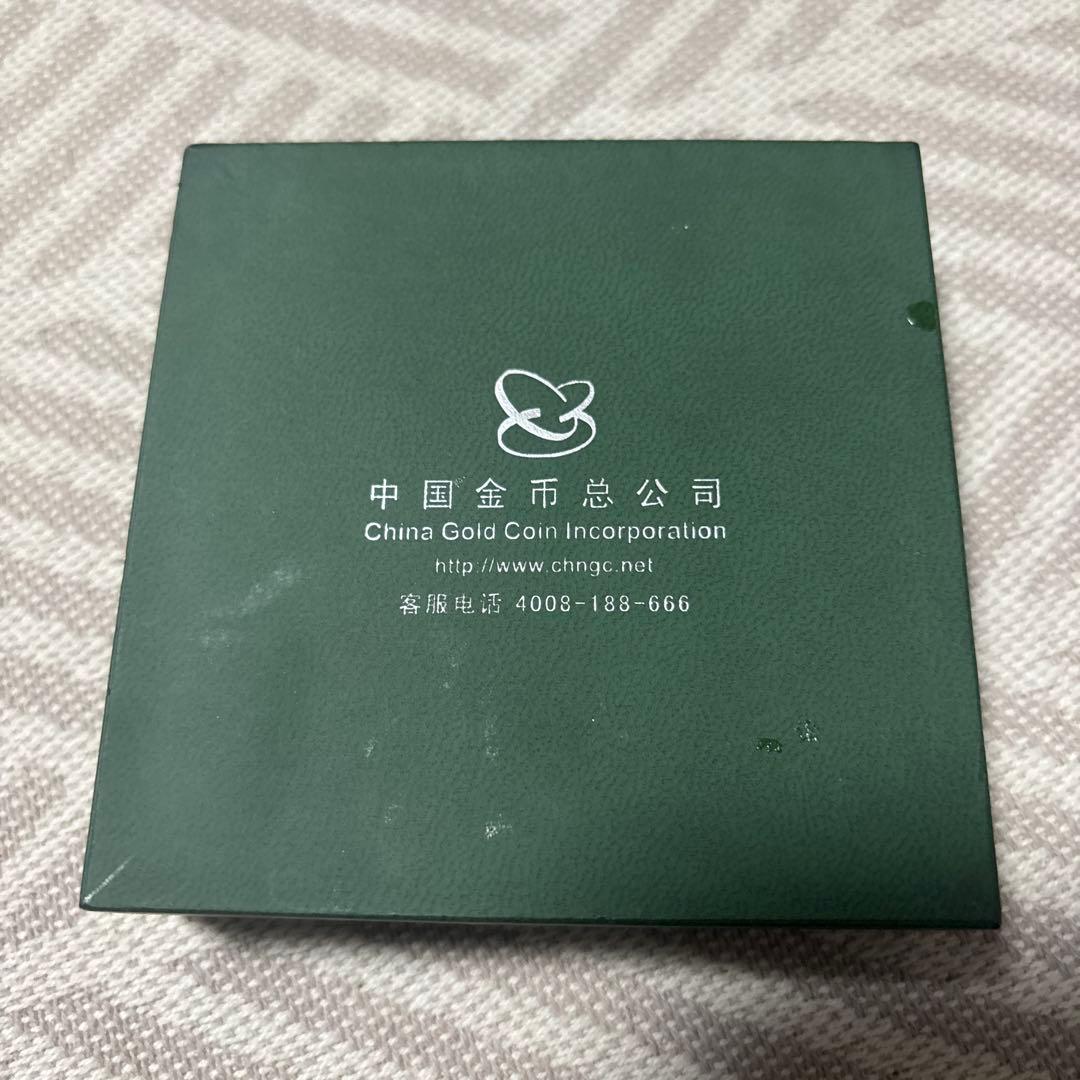 中国金币总公司
China Gold Coin Incorporation
http://www.chngc.net
客服电话 4008-188-666